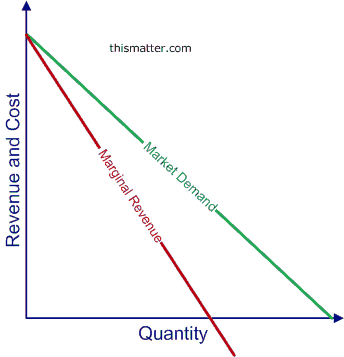 thismatter.com
Revenue and Cost
Market Demand
Marginal Revenue
Quantity